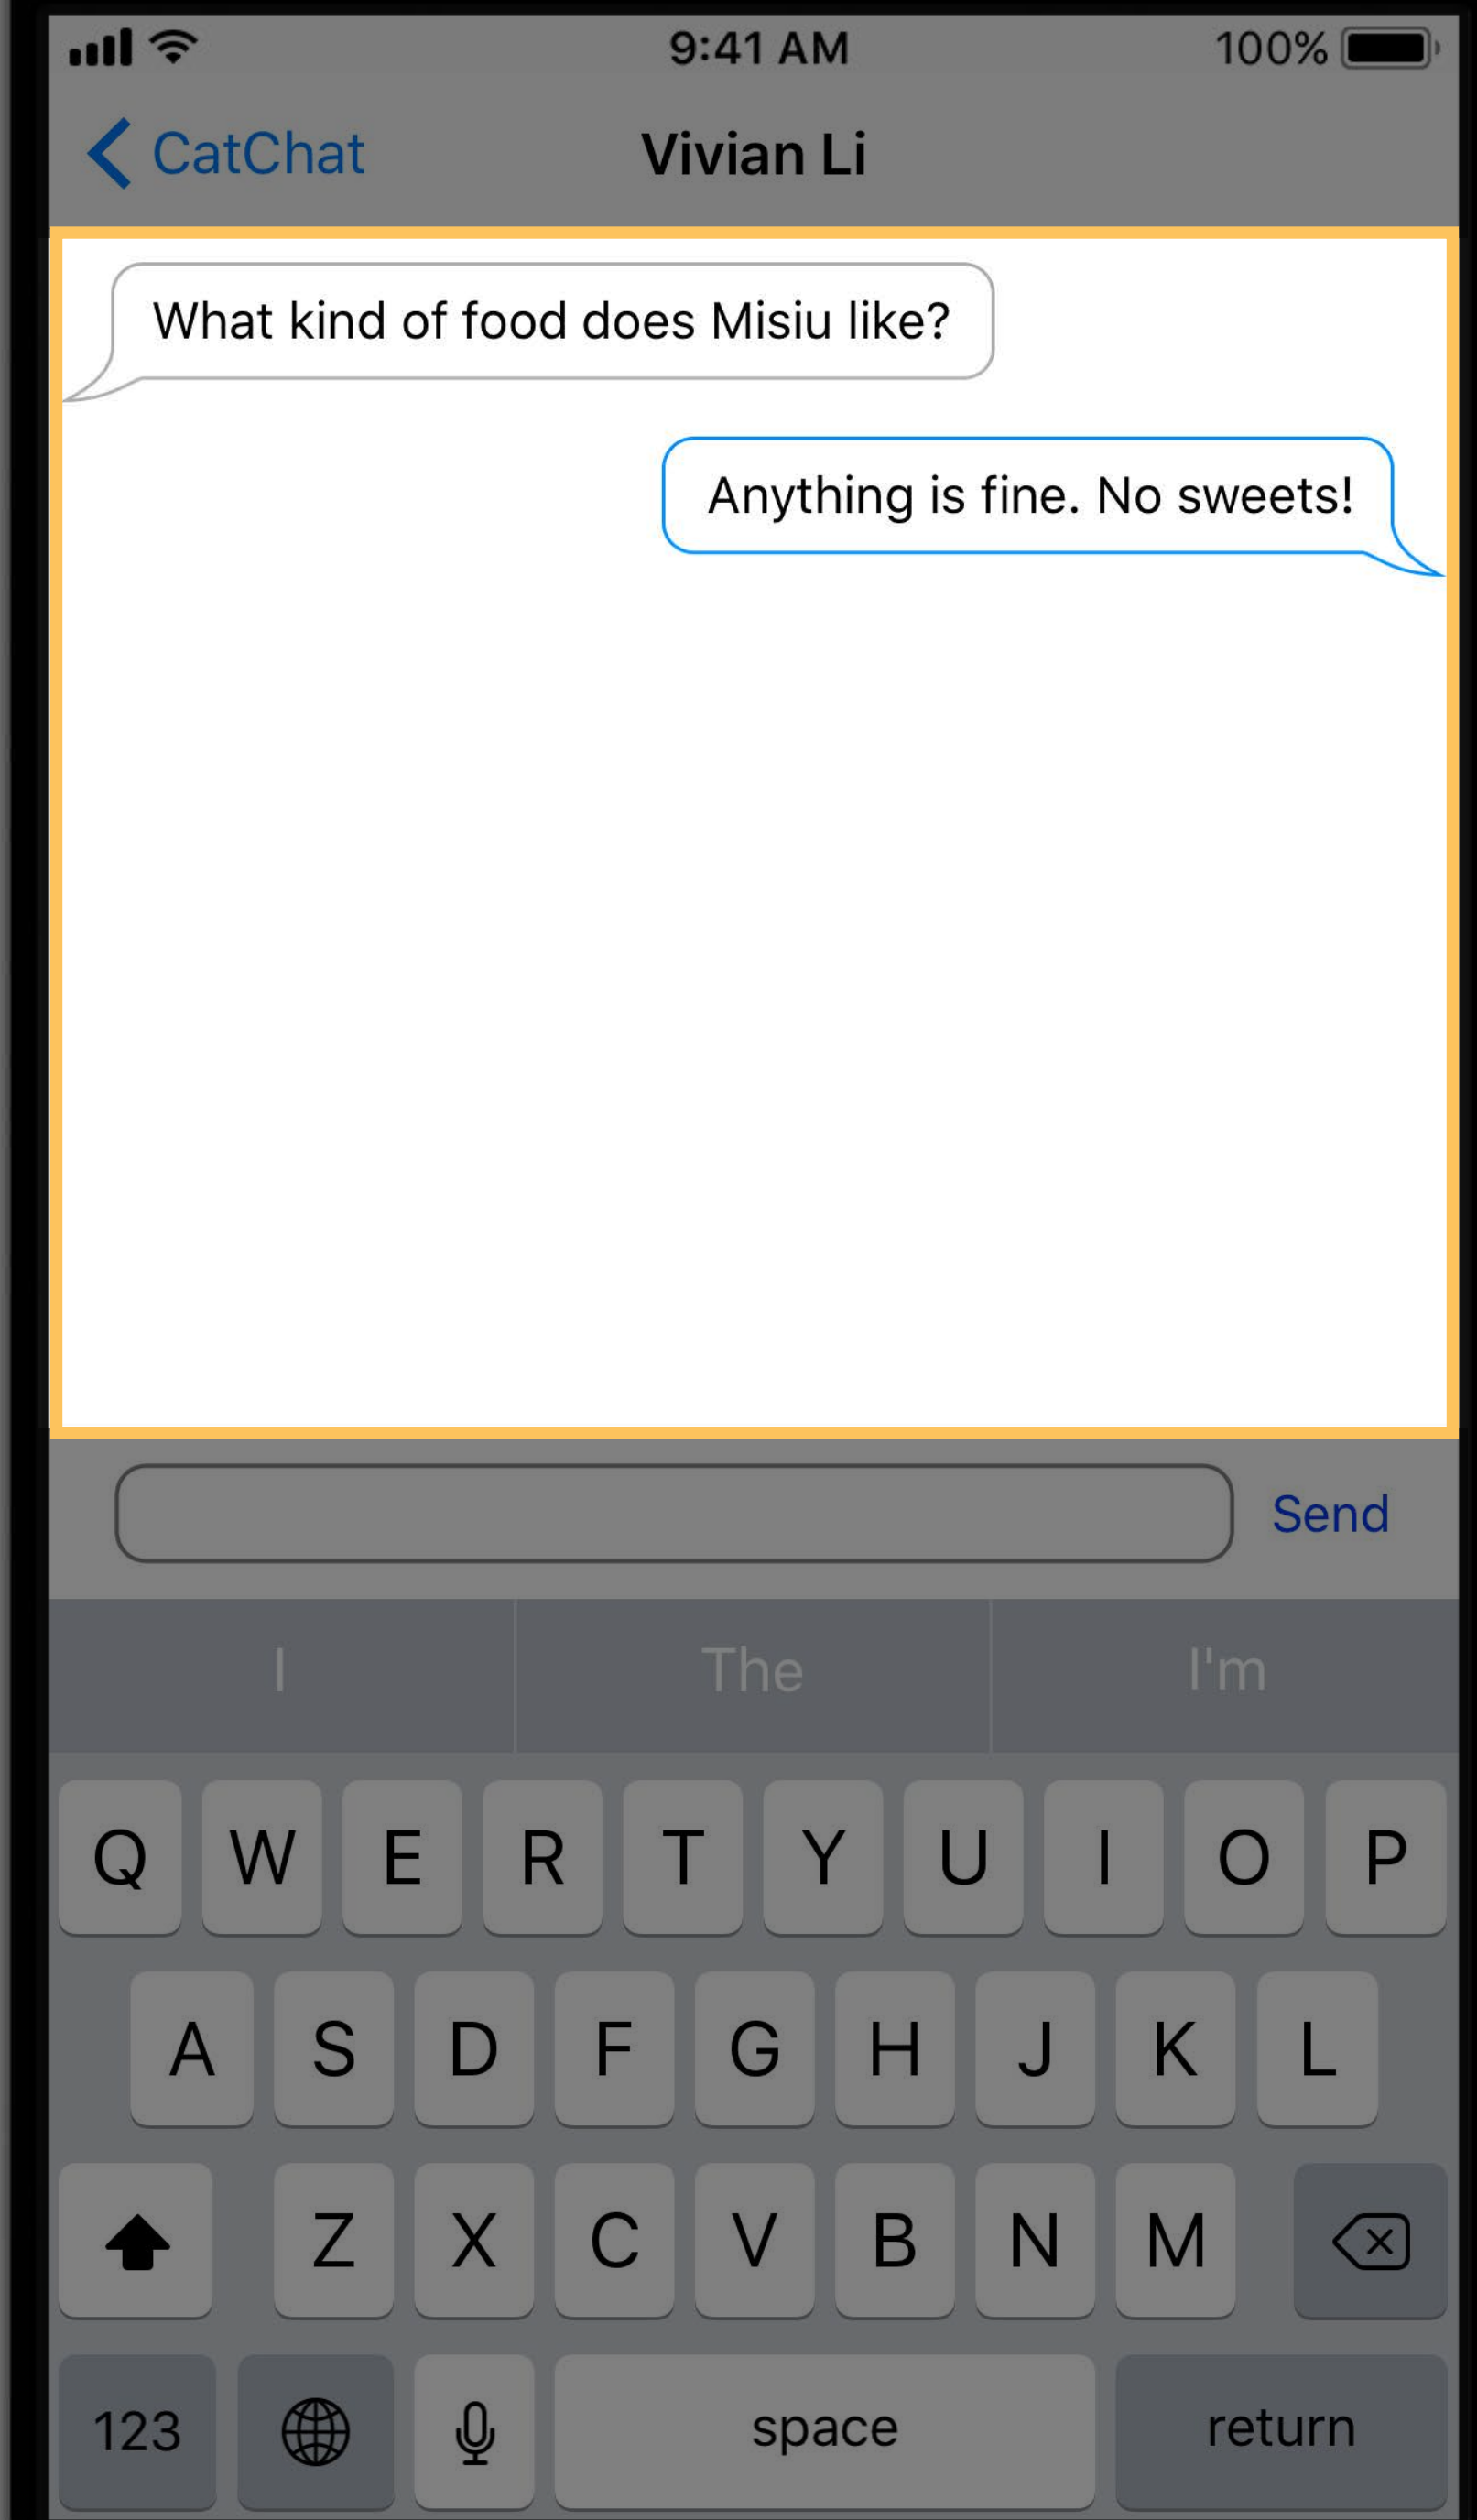 9:41 AM 100%
CatChat Vivian Li
What kind of food does Misiu like?
Anything is fine. No sweets!
Send
I The I'm
Q W E R T Y U I O P
A S D F G H J K L
Z X C V B N M
123 space return